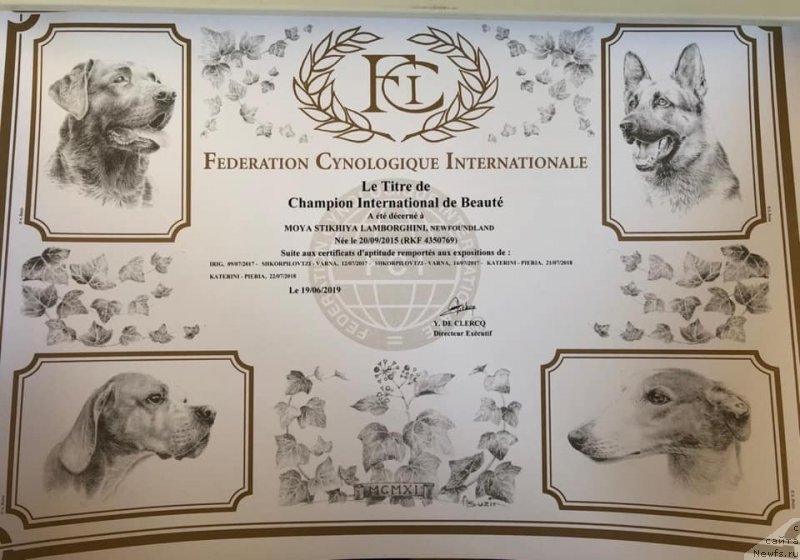 FCI
FEDERATION CYNOLOGIQUE INTERNATIONALE
Le Titre de
Champion International de Beauté
A été décerné à
MOYA STIKHIYA LAMBORGHINI, NEWFOUNDLAND
Née le 20/09/2015 (RKF 4350769)
Suite aux certificats d'aptitude remportés aux expositions de :
IRIG, 09/07/2017 - SHKORPILOVTZI - VARNA, 12/07/2017 - SHKORPILOVTZI - VARNA, 14/07/2017 - KATERINI - PIERIA, 21/07/2018
KATERINI - PIERIA, 22/07/2018
Le 19/06/2019
Y. DE CLERCQ
Directeur Exécutif
MCMXI
с
сайта
Newfs.ru